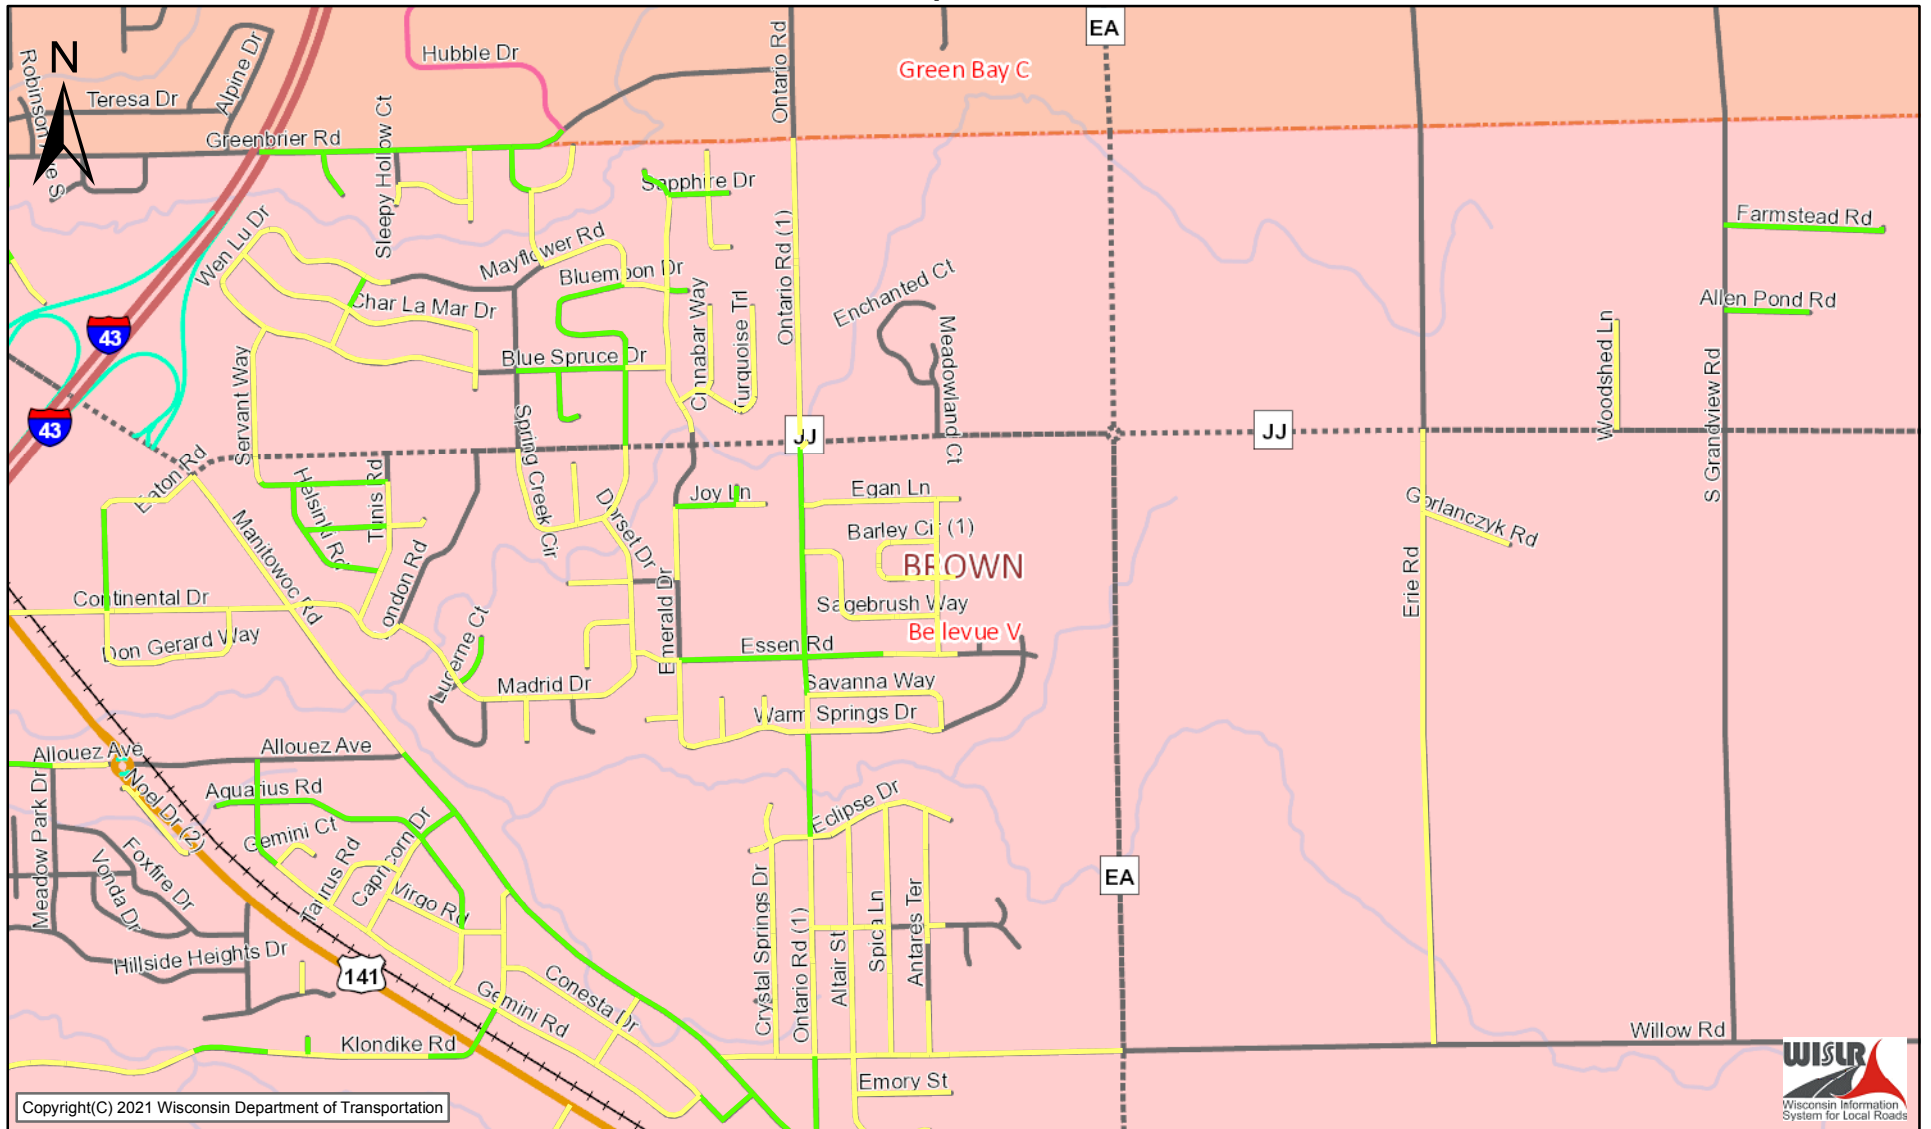 EA
Ontario Rd
Hubble Dr
Green Bay C
Alpine Dr
N
Teresa Dr
Greenbrier Rd
Sleepy Hollow Ct
Sapphire Dr
Farmstead Rd
Wen Lu Dr
Mayflower Rd
Ontario Rd (1)
Bluemoon Dr
Enchanted Ct
Allen Pond Rd
Char La Mar Dr
Cinnabar Way
Turquoise Trl
43
Meadowland Ct
Woodshed Ln
S Grandview Rd
Blue Spruce Dr
Servant Way
43
Spring Creek Cir
JJ
JJ
Eaton Rd
Helsinki Rd
Tunis Rd
Joy Ln
Egan Ln
Gorlanczyk Rd
Manitowoc Rd
Dorset Dr
Barley Cir (1)
BROWN
London Rd
Emerald Dr
Erie Rd
Continental Dr
Sagebrush Way
Lucerne Ct
Bellevue V
Don Gerard Way
Essen Rd
Madrid Dr
Savanna Way
Warm Springs Dr
Allouez Ave
Allouez Ave
Meadow Park Dr
Noel Dr (2)
Aquarius Rd
Eclipse Dr
Gemini Ct
Capricorn Dr
Foxfire Dr
Vonda Dr
Taurus Rd
Virgo Rd
Crystal Springs Dr
Ontario Rd (1)
Altair St
Spica Ln
Antares Ter
EA
Hillside Heights Dr
141
Conesta Dr
Gemini Rd
Klondike Rd
Willow Rd
Emory St
Copyright(C) 2021 Wisconsin Department of Transportation
WISLR
Wisconsin Information
System for Local Roads